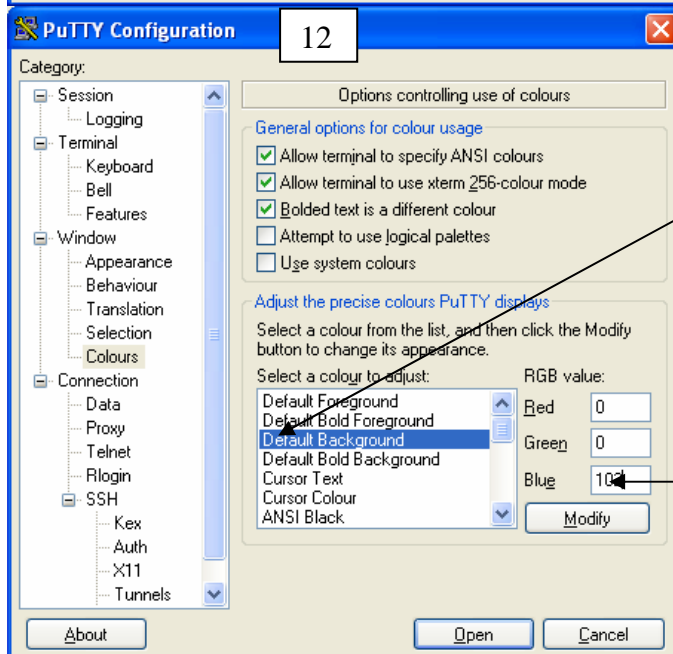 PuTTY Configuration
12
Category:
Session
Logging
Terminal
Keyboard
Bell
Features
Window
Appearance
Behaviour
Translation
Selection
Colours
Connection
Data
Proxy
Telnet
Rlogin
SSH
Kex
Auth
X11
Tunnels
Options controlling use of colours
General options for colour usage
Allow terminal to specify ANSI colours
Allow terminal to use xterm 256-colour mode
Bolded text is a different colour
Attempt to use logical palettes
Use system colours
Adjust the precise colours PuTTY displays
Select a colour from the list, and then click the Modify
button to change its appearance.
Select a colour to adjust:
RGB value:
Default Foreground
Default Bold Foreground
Default Background
Default Bold Background
Cursor Text
Cursor Colour
ANSI Black
Red 0
Green 0
Blue
Modify
About
Open
Cancel